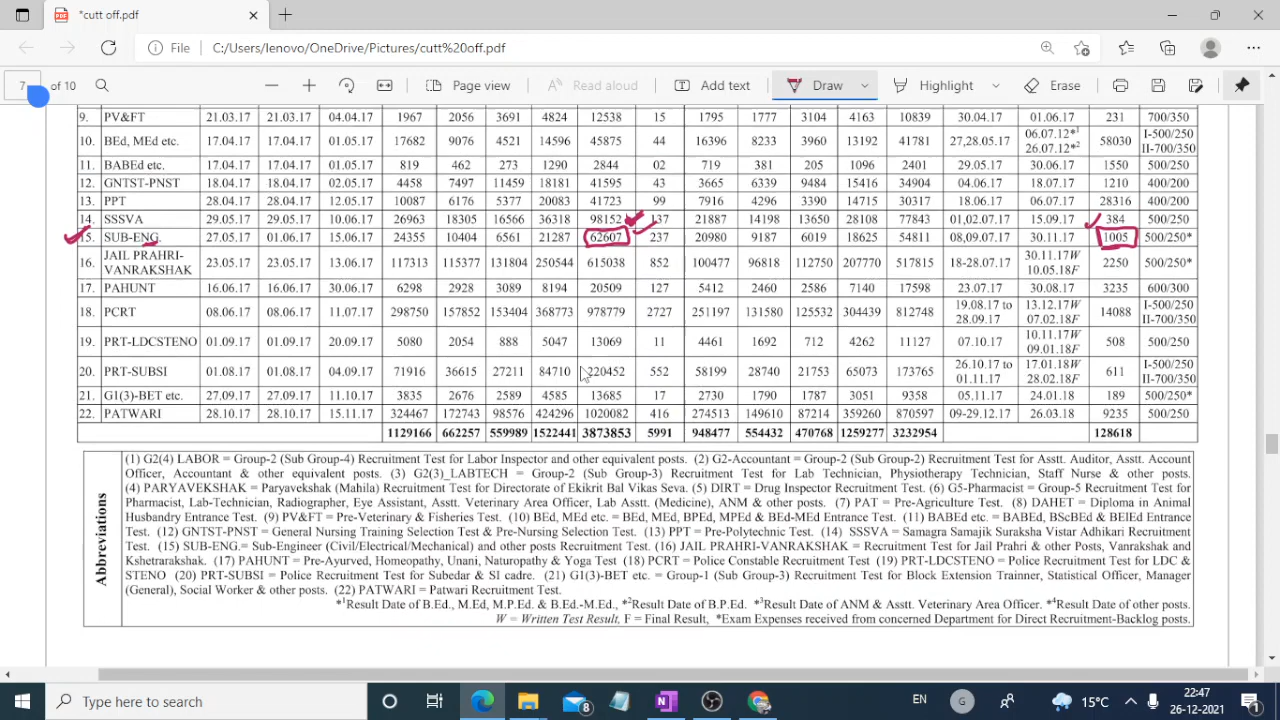 *cutt off.pdf
File C:/Users/lenovo/OneDrive/Pictures/cutt%20off.pdf
7 of 10 Page view Read aloud Add text Draw Highlight Erase
9. PV&FT 21.03.17 21.03.17 04.04.17 1967 2056 3691 4824 12538 15 1795 1777 3104 4163 10839 30.04.17 01.06.17 231 700/350
10. BEd, MEd etc. 17.04.17 17.04.17 02.05.17 17682 9076 4521 14596 45875 44 16396 8233 3960 13192 41781 27,28.05.17 06.07.12*1 26.07.12*2 58030 I-500/250 II-700/350
11. BABEd etc. 17.04.17 17.04.17 02.05.17 819 462 273 1290 2844 02 719 381 205 1096 2401 29.05.17 30.06.17 1550 500/250
12. GNTST-PNST 18.04.17 18.04.17 02.05.17 4458 7497 11459 18181 41595 43 3665 6339 9484 15416 34904 04.06.17 18.07.17 1210 400/200
13. PPT 28.04.17 28.04.17 12.05.17 10087 6176 5377 20083 41723 99 7916 4296 3390 14715 30317 18.06.17 06.07.17 28316 400/200
14. SSSVA 29.05.17 29.05.17 10.06.17 26963 18305 16566 36318 98152 137 21887 14198 13650 28108 77843 01,02.07.17 15.09.17 384 500/250
15. SUB-ENG. 27.05.17 01.06.17 15.06.17 24355 10404 6561 21287 62607 237 20980 9187 6019 18625 54811 08,09.07.17 30.11.17 1005 500/250*
16. JAIL PRAHRI-VANRAKSHAK 23.05.17 23.05.17 13.06.17 117313 115377 131804 250544 615038 852 100477 96818 112750 207770 517815 18-28.07.17 30.11.17W 10.05.18F 2250 500/250*
17. PAHUNT 16.06.17 16.06.17 30.06.17 6298 2928 3089 8194 20509 127 5412 2460 2586 7140 17598 23.07.17 30.08.17 3235 600/300
18. PCRT 08.06.17 08.06.17 11.07.17 298750 157852 153404 368773 978779 2727 251197 131580 125532 304439 812748 19.08.17 to 28.09.17 13.12.17W 07.02.18F 14088 I-500/250 II-700/350
19. PRT-LDCSTENO 01.09.17 01.09.17 20.09.17 5080 2054 888 5047 13069 11 4461 1692 712 4262 11127 07.10.17 10.11.17W 09.01.18F 508 500/250
20. PRT-SUBSI 01.08.17 01.08.17 04.09.17 71916 36615 27211 84710 220452 552 58199 28740 21753 65073 173765 26.10.17 to 01.11.17 17.01.18W 28.02.18F 611 I-500/250 II-700/350
21. G1(3)-BET etc. 27.09.17 27.09.17 11.10.17 3835 2676 2589 4585 13685 17 2730 1790 1787 3051 9358 05.11.17 24.01.18 189 500/250*
22. PATWARI 28.10.17 28.10.17 15.11.17 324467 172743 98576 424296 1020082 416 274513 149610 87214 359260 870597 09-29.12.17 26.03.18 9235 500/250
1129166 662257 559989 1522441 3873853 5991 948477 554432 470768 1259277 3232954 128618
Abbreviations
(1) G2(4) LABOR = Group-2 (Sub Group-4) Recruitment Test for Labor Inspector and other equivalent posts. (2) G2-Accountant = Group-2 (Sub Group-2) Recruitment Test for Asstt. Auditor, Asstt. Account
Officer, Accountant & other equivalent posts. (3) G2(3)_LABTECH = Group-2 (Sub Group-3) Recruitment Test for Lab Technician, Physiotherapy Technician, Staff Nurse & other posts.
(4) PARYAVEKSHAK = Paryavekshak (Mahila) Recruitment Test for Directorate of Ekikrit Bal Vikas Seva. (5) DIRT = Drug Inspector Recruitment Test. (6) G5-Pharmacist = Group-5 Recruitment Test for
Pharmacist, Lab-Technician, Radiographer, Eye Assistant, Asstt. Veterinary Area Officer, Lab Asstt. (Medicine), ANM & other posts. (7) PAT = Pre-Agriculture Test. (8) DAHET = Diploma in Animal
Husbandry Entrance Test. (9) PV&FT = Pre-Veterinary & Fisheries Test. (10) BEd, MEd etc. = BEd, MEd, BPEd, MPEd & BEd-MEd Entrance Test. (11) BABEd etc. = BABEd, BScBEd & BElEd Entrance
Test. (12) GNTST-PNST = General Nursing Training Selection Test & Pre-Nursing Selection Test. (13) PPT = Pre-Polytechnic Test. (14) SSSVA = Samagra Samajik Suraksha Vistar Adhikari Recruitment
Test. (15) SUB-ENG.= Sub-Engineer (Civil/Electrical/Mechanical) and other posts Recruitment Test. (16) JAIL PRAHRI-VANRAKSHAK = Recruitment Test for Jail Prahri & other Posts, Vanrakshak and
Kshetrarakshak. (17) PAHUNT = Pre-Ayurved, Homeopathy, Unani, Naturopathy & Yoga Test (18) PCRT = Police Constable Recruitment Test (19) PRT-LDCSTENO = Police Recruitment Test for LDC &
STENO (20) PRT-SUBSI = Police Recruitment Test for Subedar & SI cadre. (21) G1(3)-BET etc. = Group-1 (Sub Group-3) Recruitment Test for Block Extension Trainner, Statistical Officer, Manager
(General), Social Worker & other posts. (22) PATWARI = Patwari Recruitment Test.
*1Result Date of B.Ed., M.Ed, M.P.Ed. & B.Ed.-M.Ed., *2Result Date of B.P.Ed. *3Result Date of ANM & Asstt. Veterinary Area Officer. *4Result Date of other posts.
W = Written Test Result, F = Final Result, *Exam Expenses received from concerned Department for Direct Recruitment-Backlog posts.
Type here to search 8 EN G 15°C 22:47 26-12-2021 1